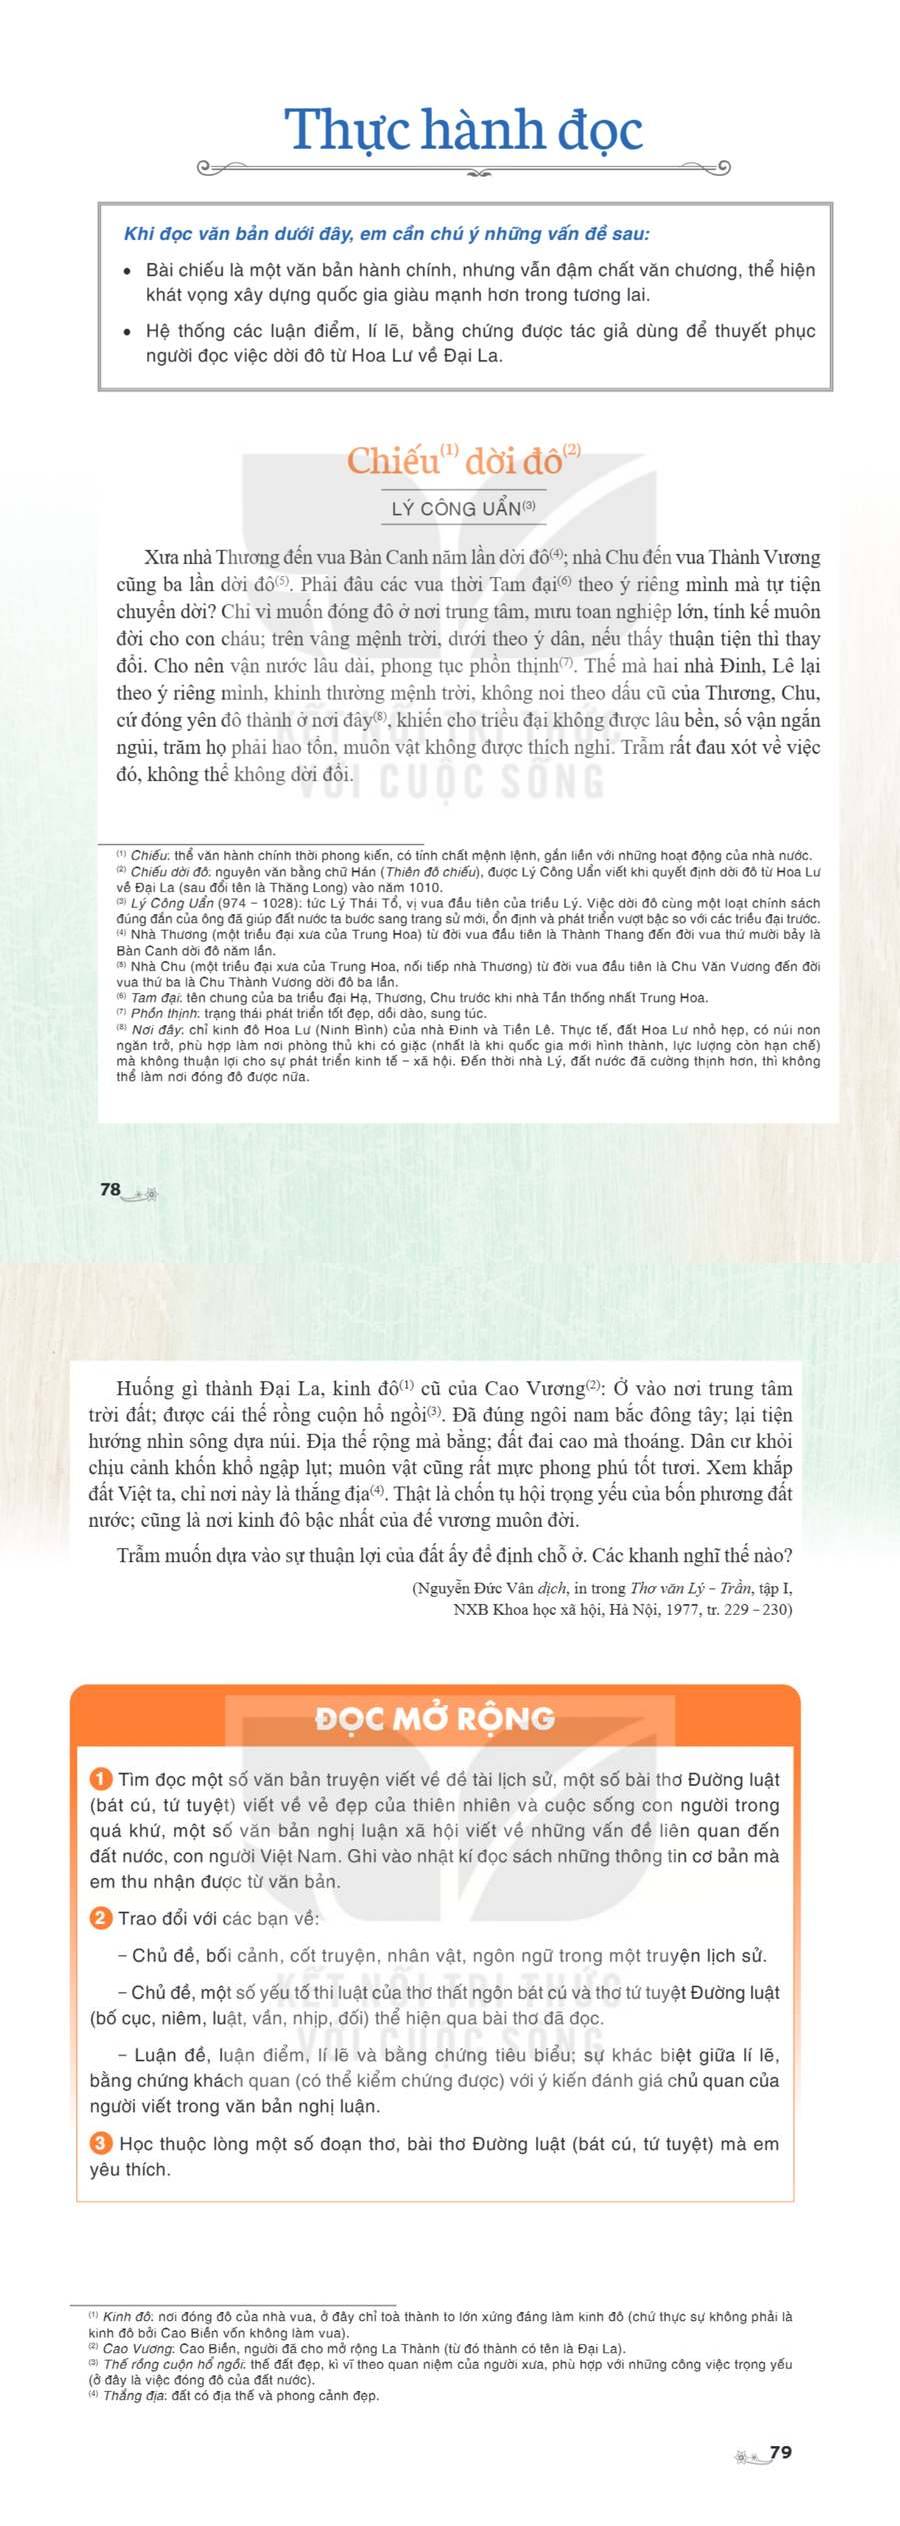 Thực hành đọc
Khi đọc văn bản dưới đây, em cần chú ý những vấn đề sau:
• Bài chiếu là một văn bản hành chính, nhưng vẫn đậm chất văn chương, thể hiện
khát vọng xây dựng quốc gia giàu mạnh hơn trong tương lai.
• Hệ thống các luận điểm, lí lẽ, bằng chứng được tác giả dùng để thuyết phục
người đọc việc dời đô từ Hoa Lư về Đại La.
Chiếu(1) dời đô(2)
LÝ CÔNG UẨN(3)
Xưa nhà Thương đến vua Bàn Canh năm lần dời đô(4); nhà Chu đến vua Thành Vương
cũng ba lần dời đô(5). Phải đâu các vua thời Tam đại(6) theo ý riêng mình mà tự tiện
chuyển dời? Chỉ vì muốn đóng đô ở nơi trung tâm, mưu toan nghiệp lớn, tính kế muôn
đời cho con cháu; trên vâng mệnh trời, dưới theo ý dân, nếu thấy thuận tiện thì thay
đổi. Cho nên vận nước lâu dài, phong tục phồn thịnh(7). Thế mà hai nhà Đinh, Lê lại
theo ý riêng mình, khinh thường mệnh trời, không noi theo dấu cũ của Thương, Chu,
cứ đóng yên đô thành ở nơi đây(8), khiến cho triều đại không được lâu bền, số vận ngắn
ngủi, trăm họ phải hao tổn, muôn vật không được thích nghi. Trẫm rất đau xót về việc
đó, không thể không dời đổi.
KẾT NỐI TRI THỨC
VỚI CUỘC SỐNG
(1) Chiếu: thể văn hành chính thời phong kiến, có tính chất mệnh lệnh, gắn liền với những hoạt động của nhà nước.
(2) Chiếu dời đô: nguyên văn bằng chữ Hán (Thiên đô chiếu), được Lý Công Uẩn viết khi quyết định dời đô từ Hoa Lư
về Đại La (sau đổi tên là Thăng Long) vào năm 1010.
(3) Lý Công Uẩn (974 – 1028): tức Lý Thái Tổ, vị vua đầu tiên của triều Lý. Việc dời đô cùng một loạt chính sách
đúng đắn của ông đã giúp đất nước ta bước sang trang sử mới, ổn định và phát triển vượt bậc so với các triều đại trước.
(4) Nhà Thương (một triều đại xưa của Trung Hoa) từ đời vua đầu tiên là Thành Thang đến đời vua thứ mười bảy là
Bàn Canh dời đô năm lần.
(5) Nhà Chu (một triều đại xưa của Trung Hoa, nối tiếp nhà Thương) từ đời vua đầu tiên là Chu Văn Vương đến đời
vua thứ ba là Chu Thành Vương dời đô ba lần.
(6) Tam đại: tên chung của ba triều đại Hạ, Thương, Chu trước khi nhà Tần thống nhất Trung Hoa.
(7) Phồn thịnh: trạng thái phát triển tốt đẹp, dồi dào, sung túc.
(8) Nơi đây: chỉ kinh đô Hoa Lư (Ninh Bình) của nhà Đinh và Tiền Lê. Thực tế, đất Hoa Lư nhỏ hẹp, có núi non
ngăn trở, phù hợp làm nơi phòng thủ khi có giặc (nhất là khi quốc gia mới hình thành, lực lượng còn hạn chế)
mà không thuận lợi cho sự phát triển kinh tế – xã hội. Đến thời nhà Lý, đất nước đã cường thịnh hơn, thì không
thể làm nơi đóng đô được nữa.
78
Huống gì thành Đại La, kinh đô(1) cũ của Cao Vương(2): Ở vào nơi trung tâm
trời đất; được cái thế rồng cuộn hổ ngồi(3). Đã đúng ngôi nam bắc đông tây; lại tiện
hướng nhìn sông dựa núi. Địa thế rộng mà bằng; đất đai cao mà thoáng. Dân cư khỏi
chịu cảnh khốn khổ ngập lụt; muôn vật cũng rất mực phong phú tốt tươi. Xem khắp
đất Việt ta, chỉ nơi này là thắng địa(4). Thật là chốn tụ hội trọng yếu của bốn phương đất
nước; cũng là nơi kinh đô bậc nhất của đế vương muôn đời.
Trẫm muốn dựa vào sự thuận lợi của đất ấy để định chỗ ở. Các khanh nghĩ thế nào?
(Nguyễn Đức Vân dịch, in trong Thơ văn Lý – Trần, tập I,
NXB Khoa học xã hội, Hà Nội, 1977, tr. 229 – 230)
ĐỌC MỞ RỘNG
1 Tìm đọc một số văn bản truyện viết về đề tài lịch sử, một số bài thơ Đường luật
(bát cú, tứ tuyệt) viết về vẻ đẹp của thiên nhiên và cuộc sống con người trong
quá khứ, một số văn bản nghị luận xã hội viết về những vấn đề liên quan đến
đất nước, con người Việt Nam. Ghi vào nhật kí đọc sách những thông tin cơ bản mà
em thu nhận được từ văn bản.
2 Trao đổi với các bạn về:
– Chủ đề, bối cảnh, cốt truyện, nhân vật, ngôn ngữ trong một truyện lịch sử.
– Chủ đề, một số yếu tố thi luật của thơ thất ngôn bát cú và thơ tứ tuyệt Đường luật
(bố cục, niêm, luật, vần, nhịp, đối) thể hiện qua bài thơ đã đọc.
– Luận đề, luận điểm, lí lẽ và bằng chứng tiêu biểu; sự khác biệt giữa lí lẽ,
bằng chứng khách quan (có thể kiểm chứng được) với ý kiến đánh giá chủ quan của
người viết trong văn bản nghị luận.
3 Học thuộc lòng một số đoạn thơ, bài thơ Đường luật (bát cú, tứ tuyệt) mà em
yêu thích.
KẾT NỐI TRI THỨC
VỚI CUỘC SỐNG
(1) Kinh đô: nơi đóng đô của nhà vua, ở đây chỉ toà thành to lớn xứng đáng làm kinh đô (chứ thực sự không phải là
kinh đô bởi Cao Biền vốn không làm vua).
(2) Cao Vương: Cao Biền, người đã cho mở rộng La Thành (từ đó thành có tên là Đại La).
(3) Thế rồng cuộn hổ ngồi: thế đất đẹp, kì vĩ theo quan niệm của người xưa, phù hợp với những công việc trọng yếu
(ở đây là việc đóng đô của đất nước).
(4) Thắng địa: đất có địa thế và phong cảnh đẹp.
79